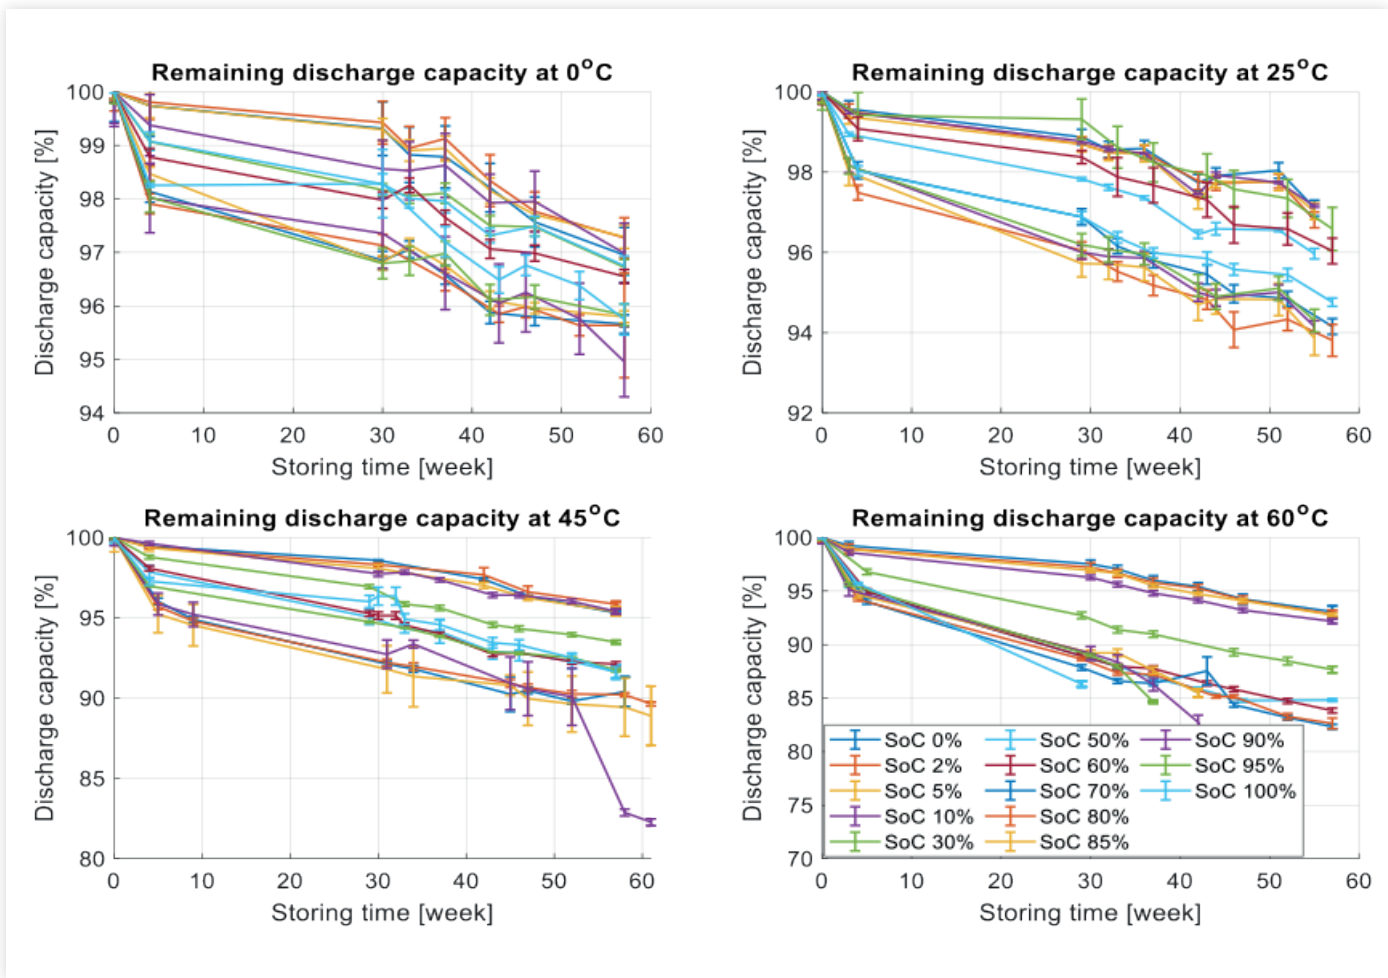 Remaining discharge capacity at 0°C
Discharge capacity [%]
100
99
98
97
96
95
94
0 10 20 30 40 50 60
Storing time [week]
Remaining discharge capacity at 25°C
Discharge capacity [%]
100
98
96
94
92
0 10 20 30 40 50 60
Storing time [week]
Remaining discharge capacity at 45°C
Discharge capacity [%]
100
95
90
85
80
0 10 20 30 40 50 60
Storing time [week]
Remaining discharge capacity at 60°C
Discharge capacity [%]
100
95
90
85
80
75
70
SoC 0% SoC 50% SoC 90%
SoC 2% SoC 60% SoC 95%
SoC 5% SoC 70% SoC 100%
SoC 10% SoC 80%
SoC 30% SoC 85%
0 10 20 30 40 50 60
Storing time [week]